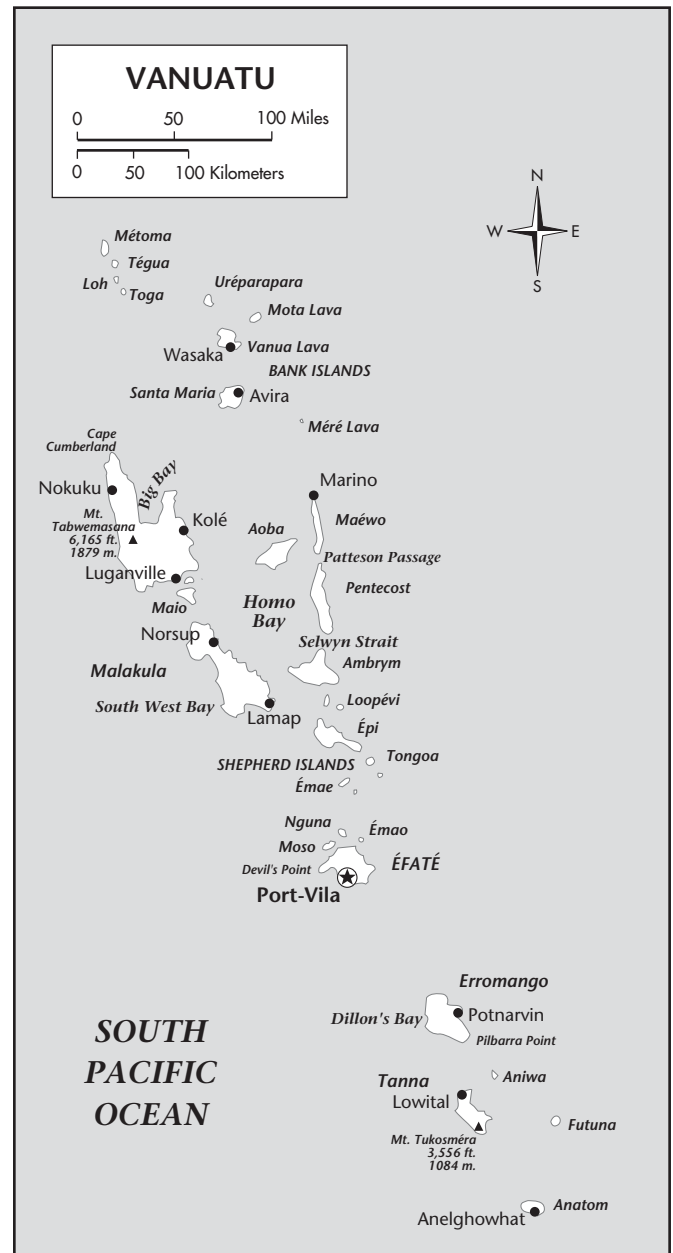 VANUATU
0 50 100 Miles
0 50 100 Kilometers
N
W E
S
Métoma
Tégua
Loh
Toga
Uréparapara
Mota Lava
Wasaka
Vanua Lava
BANK ISLANDS
Santa Maria
Avira
Méré Lava
Cape
Cumberland
Big Bay
Nokuku
Marino
Mt.
Tabwemasana
6,165 ft.
1879 m.
Kolé
Aoba
Maéwo
Patteson Passage
Luganville
Pentecost
Maio
Homo
Bay
Norsup
Selwyn Strait
Ambrym
Malakula
South West Bay
Lamap
Loopévi
Épi
SHEPHERD ISLANDS
Tongoa
Émae
Nguna
Émao
Moso
Devil's Point
ÉFATÉ
Port-Vila
Erromango
Dillon's Bay
Potnarvin
Pilbarra Point
SOUTH
PACIFIC
OCEAN
Tanna
Aniwa
Lowital
Futuna
Mt. Tukosméra
3,556 ft.
1084 m.
Anatom
Anelghowhat